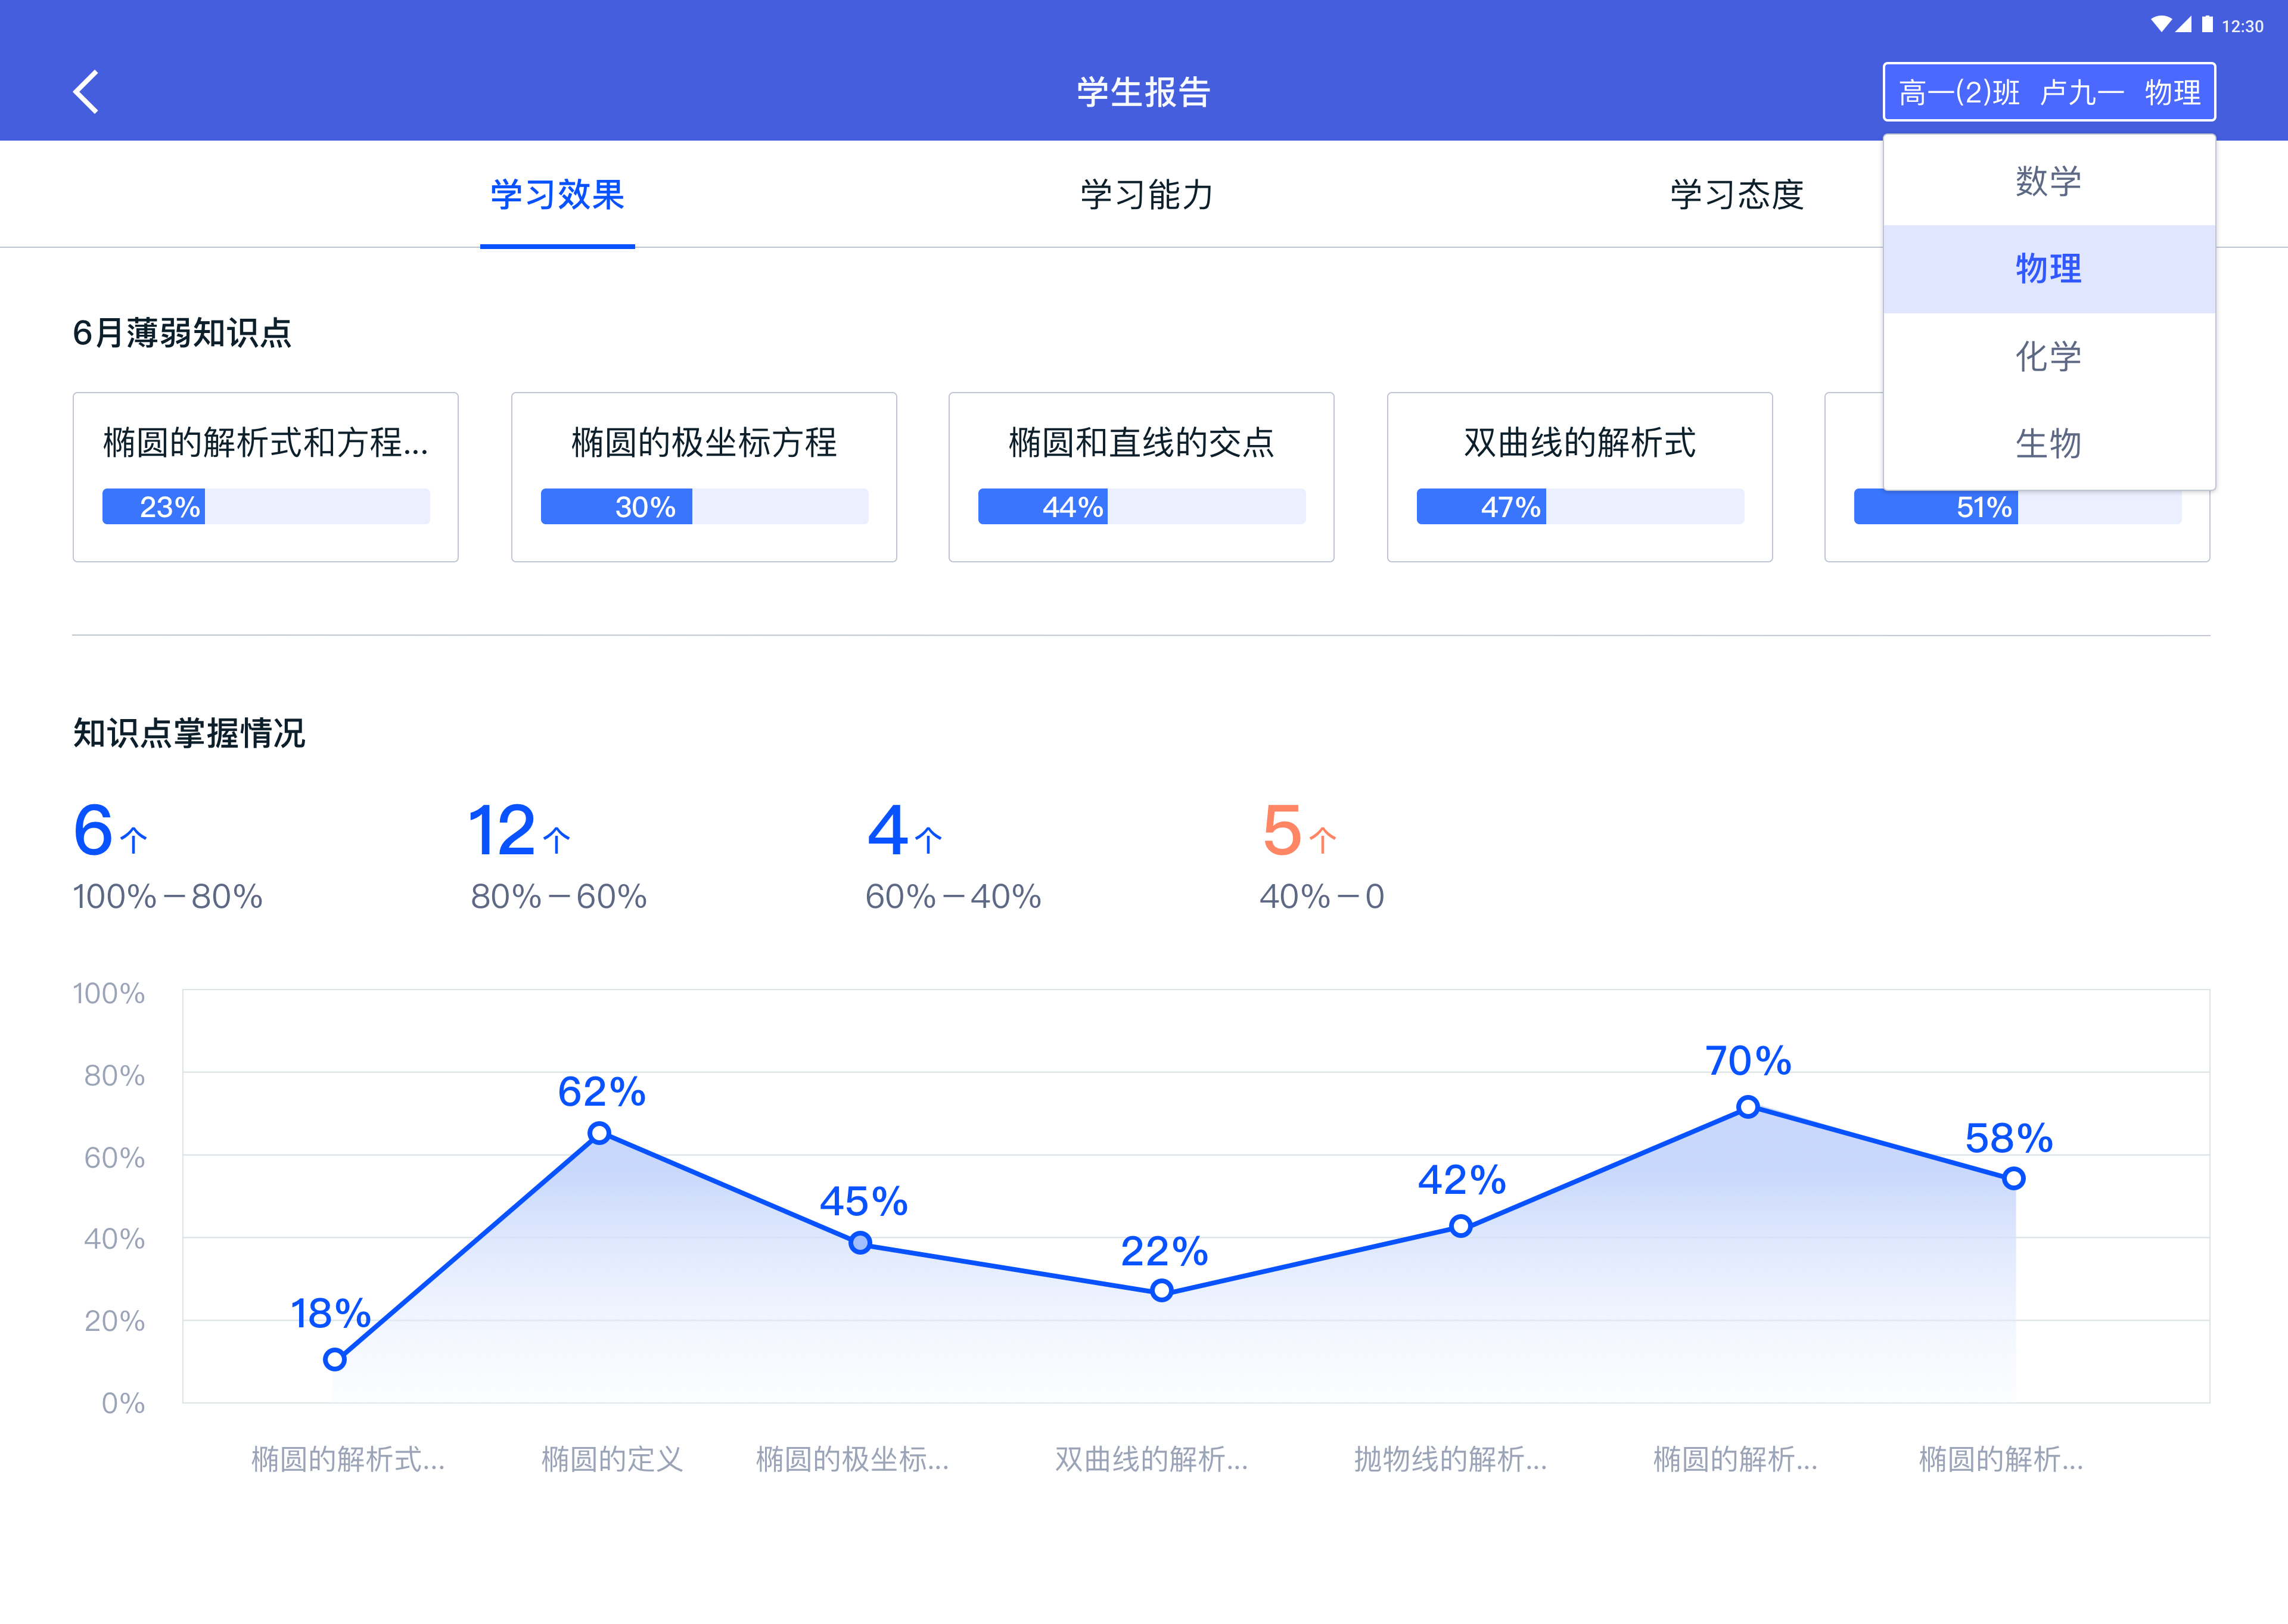 12:30
学生报告
高一(2)班 卢九一 物理
学习效果 学习能力 学习态度
数学
物理
化学
生物
6月薄弱知识点
椭圆的解析式和方程...
23%
椭圆的极坐标方程
30%
椭圆和直线的交点
44%
双曲线的解析式
47%
51%
知识点掌握情况
6个
100%－80%
12个
80%－60%
4个
60%－40%
5个
40%－0
100%
80%
60%
40%
20%
0%
18%
62%
45%
22%
42%
70%
58%
椭圆的解析式...
椭圆的定义
椭圆的极坐标...
双曲线的解析...
抛物线的解析...
椭圆的解析...
椭圆的解析...